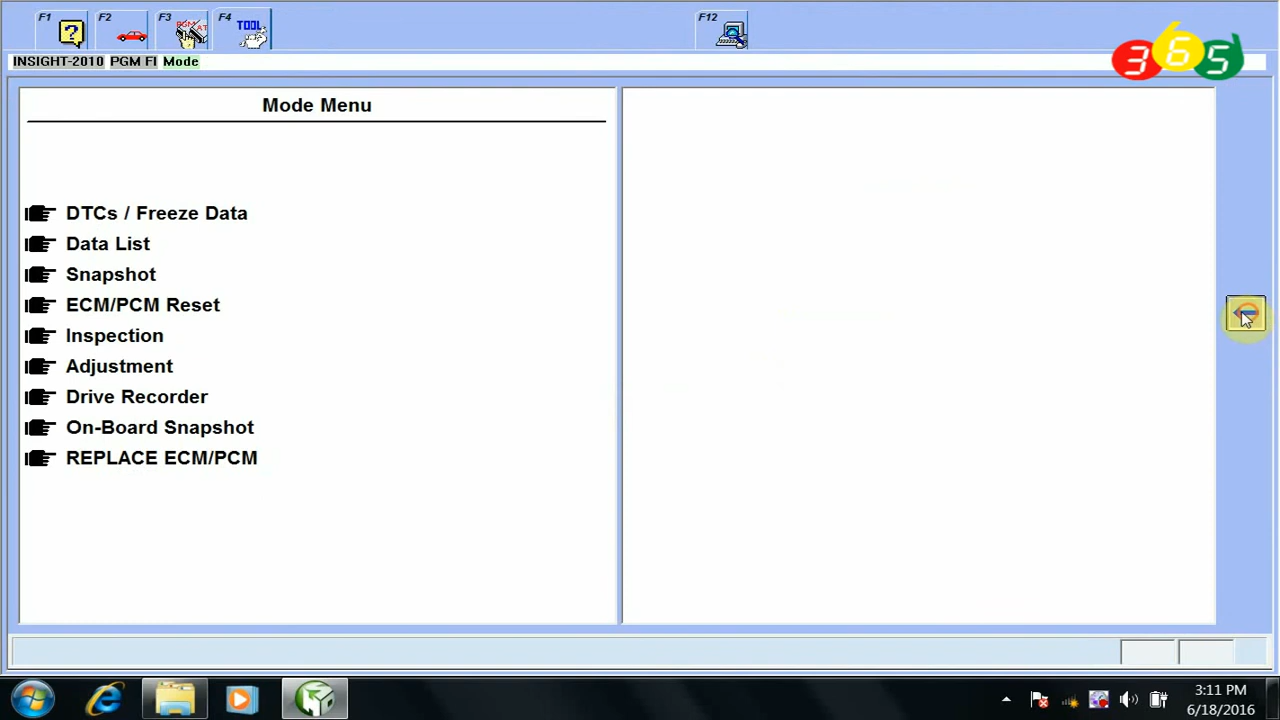 F1 F2 F3 F4 F12
PGM AT TOOL
365
INSIGHT-2010 PGM FI Mode
Mode Menu
DTCs / Freeze Data
Data List
Snapshot
ECM/PCM Reset
Inspection
Adjustment
Drive Recorder
On-Board Snapshot
REPLACE ECM/PCM
3:11 PM
6/18/2016